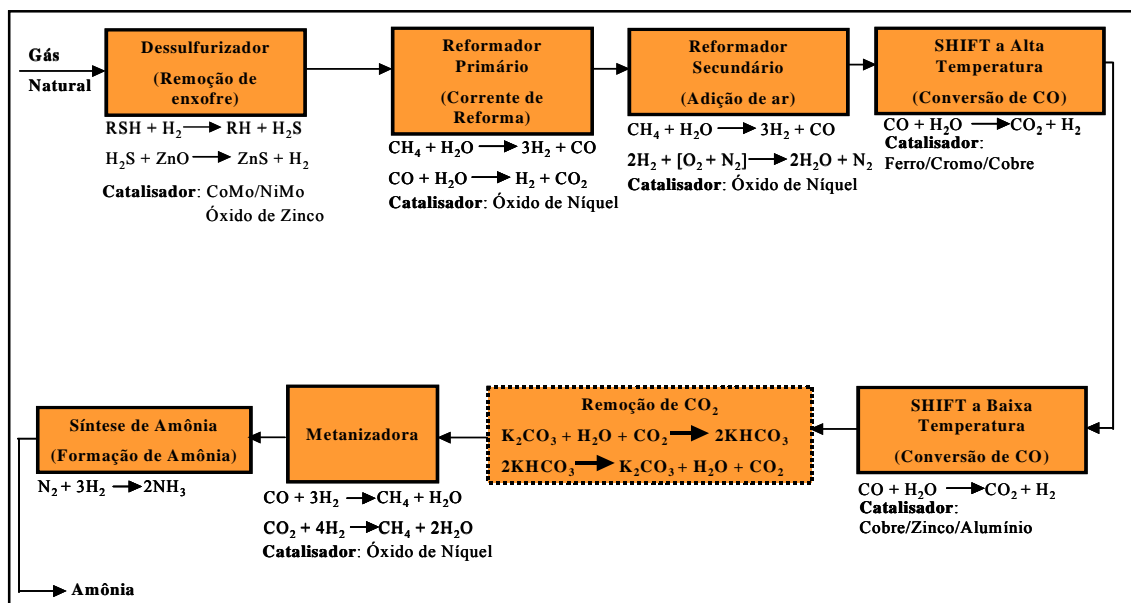 Gás
Natural
Dessulfurizador
(Remoção de
enxofre)
RSH + H₂ → RH + H₂S
H₂S + ZnO → ZnS + H₂
Catalisador: CoMo/NiMo
Óxido de Zinco
Reformador
Primário
(Corrente de
Reforma)
CH₄ + H₂O → 3H₂ + CO
CO + H₂O → H₂ + CO₂
Catalisador: Óxido de Níquel
Reformador
Secundário
(Adição de ar)
CH₄ + H₂O → 3H₂ + CO
2H₂ + [O₂ + N₂] → 2H₂O + N₂
Catalisador: Óxido de Níquel
SHIFT a Alta
Temperatura
(Conversão de CO)
CO + H₂O → CO₂ + H₂
Catalisador:
Ferro/Cromo/Cobre
SHIFT a Baixa
Temperatura
(Conversão de CO)
CO + H₂O → CO₂ + H₂
Catalisador:
Cobre/Zinco/Alumínio
Remoção de CO₂
K₂CO₃ + H₂O + CO₂ → 2KHCO₃
2KHCO₃ → K₂CO₃ + H₂O + CO₂
Metanizadora
CO + 3H₂ → CH₄ + H₂O
CO₂ + 4H₂ → CH₄ + 2H₂O
Catalisador: Óxido de Níquel
Síntese de Amônia
(Formação de Amônia)
N₂ + 3H₂ → 2NH₃
Amônia